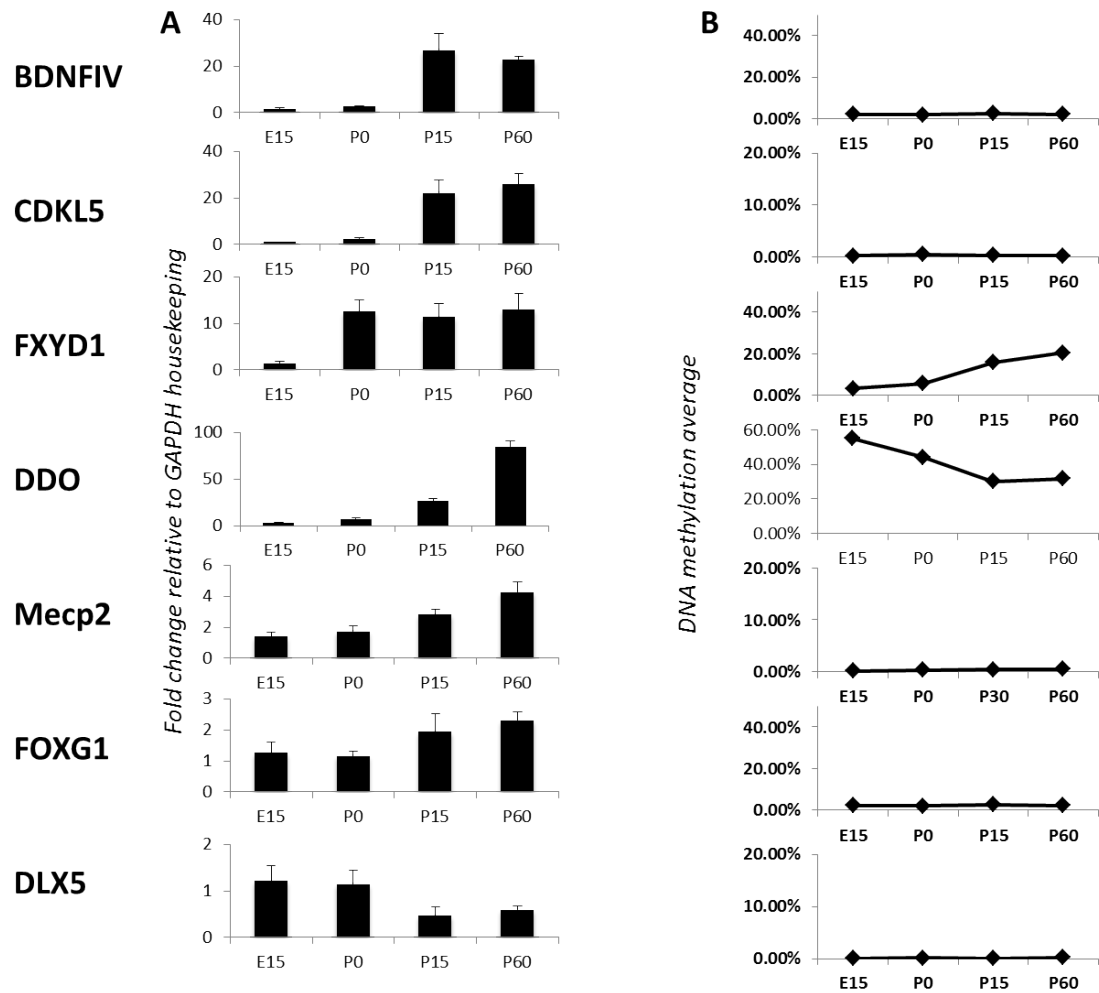 A
B
BDNFIV
40
20
0
E15 P0 P15 P60
40.00%
20.00%
0.00%
E15 P0 P15 P60
CDKL5
40
20
0
E15 P0 P15 P60
20.00%
10.00%
0.00%
E15 P0 P15 P60
FXYD1
20
10
0
E15 P0 P15 P60
40.00%
20.00%
0.00%
E15 P0 P15 P60
DDO
100
50
0
E15 P0 P15 P60
60.00%
40.00%
20.00%
0.00%
E15 P0 P15 P60
Mecp2
6
4
2
0
E15 P0 P15 P60
20.00%
10.00%
0.00%
E15 P0 P30 P60
FOXG1
3
2
1
0
E15 P0 P15 P60
40.00%
20.00%
0.00%
E15 P0 P15 P60
DLX5
2
1
0
E15 P0 P15 P60
20.00%
10.00%
0.00%
E15 P0 P15 P60
Fold change relative to GAPDH housekeeping
DNA methylation average